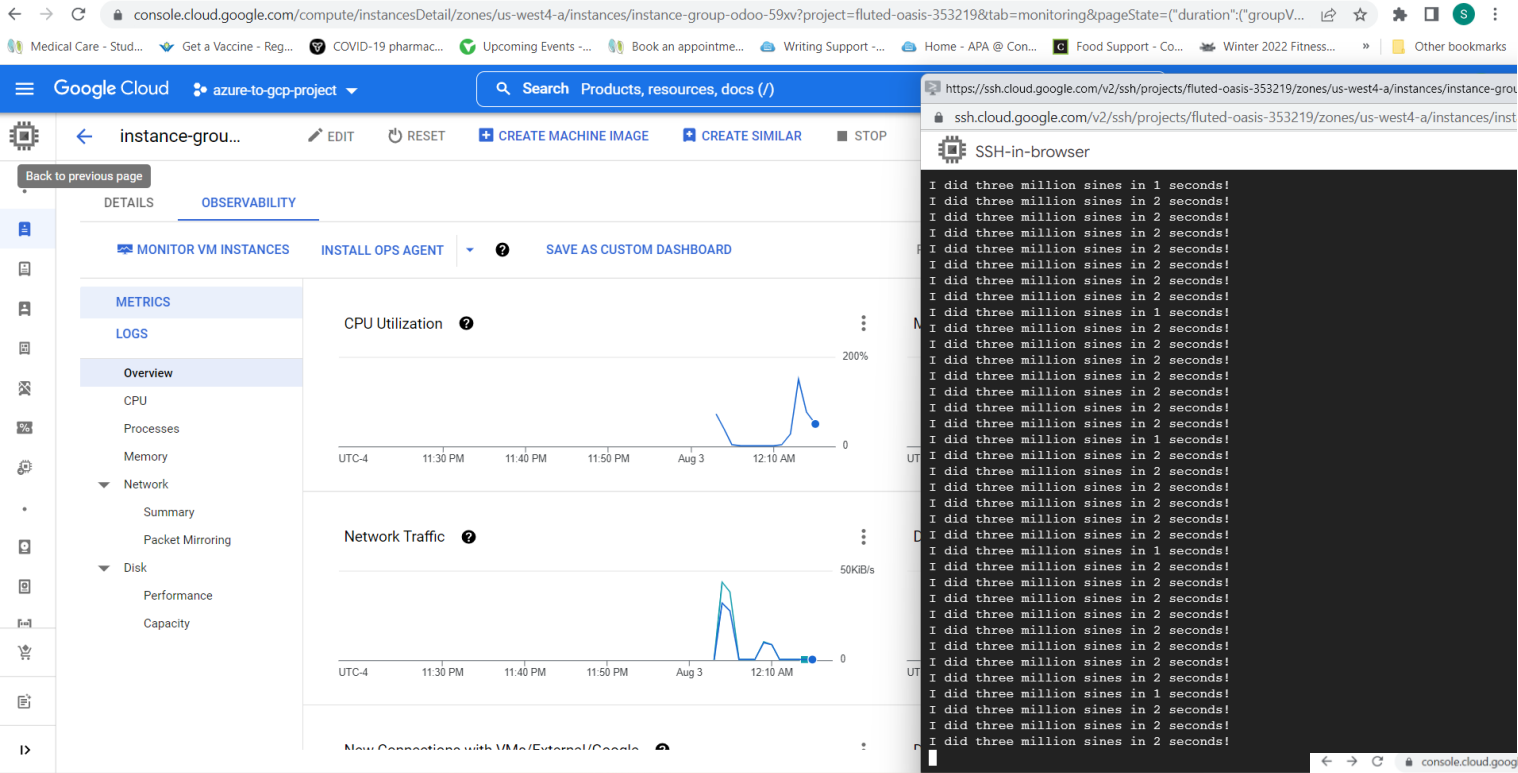 console.cloud.google.com/compute/instancesDetail/zones/us-west4-a/instances/instance-group-odoo-59xv?project=fluted-oasis-353219&tab=monitoring&pageState=("duration":("groupV...
S
Medical Care - Stud...
Get a Vaccine - Reg...
COVID-19 pharmac...
Upcoming Events -...
Book an appointme...
Writing Support -...
Home - APA @ Con...
C
Food Support - Co...
Winter 2022 Fitness...
»
Other bookmarks
Google Cloud
azure-to-gcp-project
Search Products, resources, docs (/)
instance-grou...
EDIT
RESET
CREATE MACHINE IMAGE
CREATE SIMILAR
STOP
Back to previous page
DETAILS
OBSERVABILITY
MONITOR VM INSTANCES
INSTALL OPS AGENT
SAVE AS CUSTOM DASHBOARD
METRICS
LOGS
Overview
CPU
Processes
Memory
Network
Summary
Packet Mirroring
Disk
Performance
Capacity
CPU Utilization
200%
0
UTC-4
11:30 PM
11:40 PM
11:50 PM
Aug 3
12:10 AM
Network Traffic
50KiB/s
0
UTC-4
11:30 PM
11:40 PM
11:50 PM
Aug 3
12:10 AM
New Connections with VMs/External/Google
https://ssh.cloud.google.com/v2/ssh/projects/fluted-oasis-353219/zones/us-west4-a/instances/instance-grou
ssh.cloud.google.com/v2/ssh/projects/fluted-oasis-353219/zones/us-west4-a/instances/inst
SSH-in-browser
I did three million sines in 1 seconds!
I did three million sines in 2 seconds!
I did three million sines in 2 seconds!
I did three million sines in 2 seconds!
I did three million sines in 2 seconds!
I did three million sines in 2 seconds!
I did three million sines in 2 seconds!
I did three million sines in 2 seconds!
I did three million sines in 1 seconds!
I did three million sines in 2 seconds!
I did three million sines in 2 seconds!
I did three million sines in 2 seconds!
I did three million sines in 2 seconds!
I did three million sines in 2 seconds!
I did three million sines in 2 seconds!
I did three million sines in 2 seconds!
I did three million sines in 1 seconds!
I did three million sines in 2 seconds!
I did three million sines in 2 seconds!
I did three million sines in 2 seconds!
I did three million sines in 2 seconds!
I did three million sines in 2 seconds!
I did three million sines in 2 seconds!
I did three million sines in 1 seconds!
I did three million sines in 2 seconds!
I did three million sines in 2 seconds!
I did three million sines in 2 seconds!
I did three million sines in 2 seconds!
I did three million sines in 2 seconds!
I did three million sines in 2 seconds!
I did three million sines in 2 seconds!
I did three million sines in 2 seconds!
I did three million sines in 1 seconds!
I did three million sines in 2 seconds!
I did three million sines in 2 seconds!
I did three million sines in 2 seconds!
console.cloud.goog